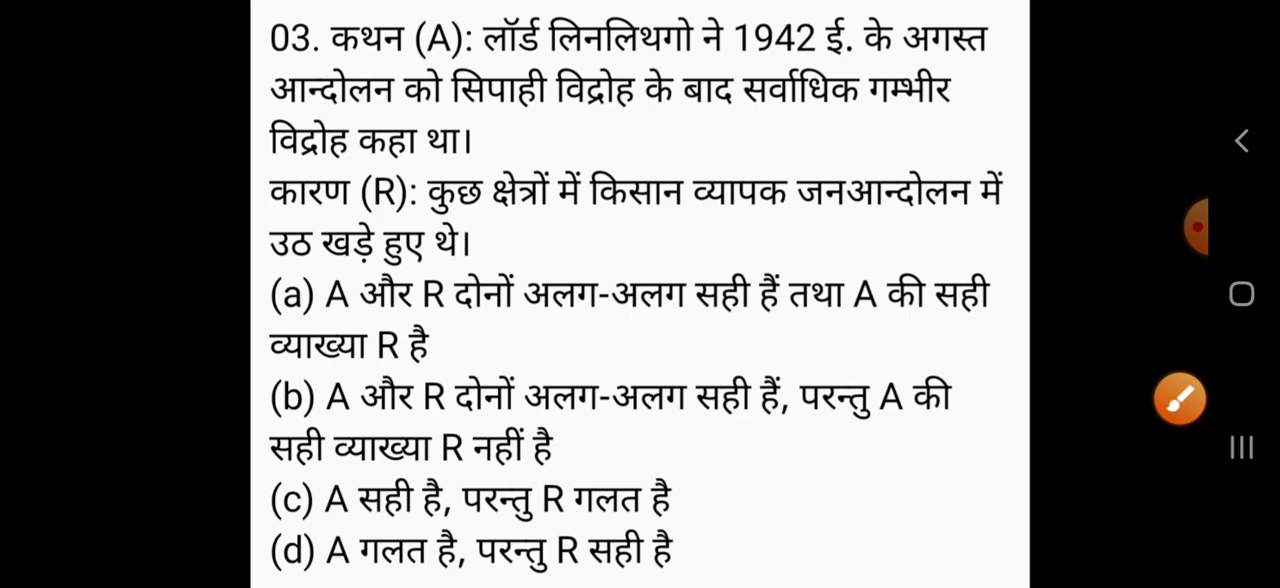 03. कथन (A): लॉर्ड लिनलिथगो ने 1942 ई. के अगस्त
आन्दोलन को सिपाही विद्रोह के बाद सर्वाधिक गम्भीर
विद्रोह कहा था।
कारण (R): कुछ क्षेत्रों में किसान व्यापक जनआन्दोलन में
उठ खड़े हुए थे।
(a) A और R दोनों अलग-अलग सही हैं तथा A की सही
व्याख्या R है
(b) A और R दोनों अलग-अलग सही हैं, परन्तु A की
सही व्याख्या R नहीं है
(c) A सही है, परन्तु R गलत है
(d) A गलत है, परन्तु R सही है